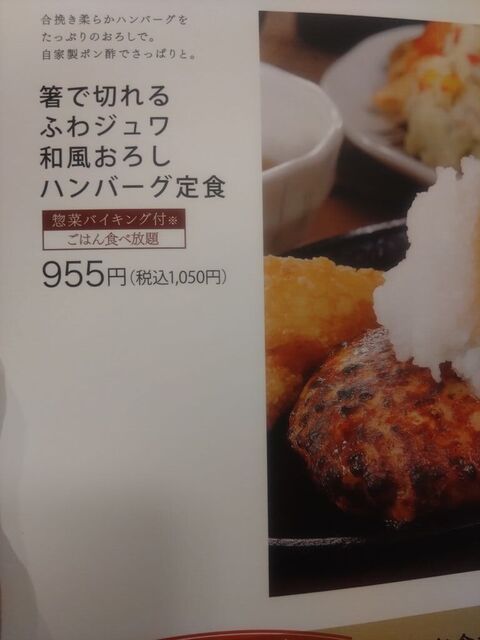 合挽き柔らかハンバーグを
たっぷりのおろしで。
自家製ポン酢でさっぱりと。
箸で切れる
ふわジュワ
和風おろし
ハンバーグ定食
惣菜バイキング付※
ごはん食べ放題
955円(税込1,050円)